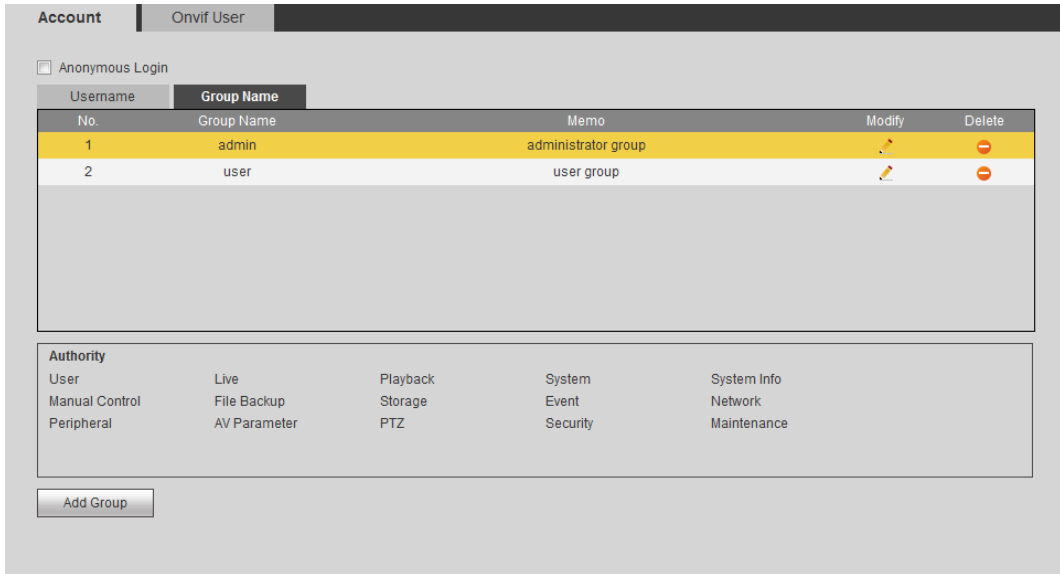 Account Onvif User
Anonymous Login
Username Group Name
No. Group Name Memo Modify Delete
1 admin administrator group
2 user user group
Authority
User Live Playback System System Info
Manual Control File Backup Storage Event Network
Peripheral AV Parameter PTZ Security Maintenance
Add Group